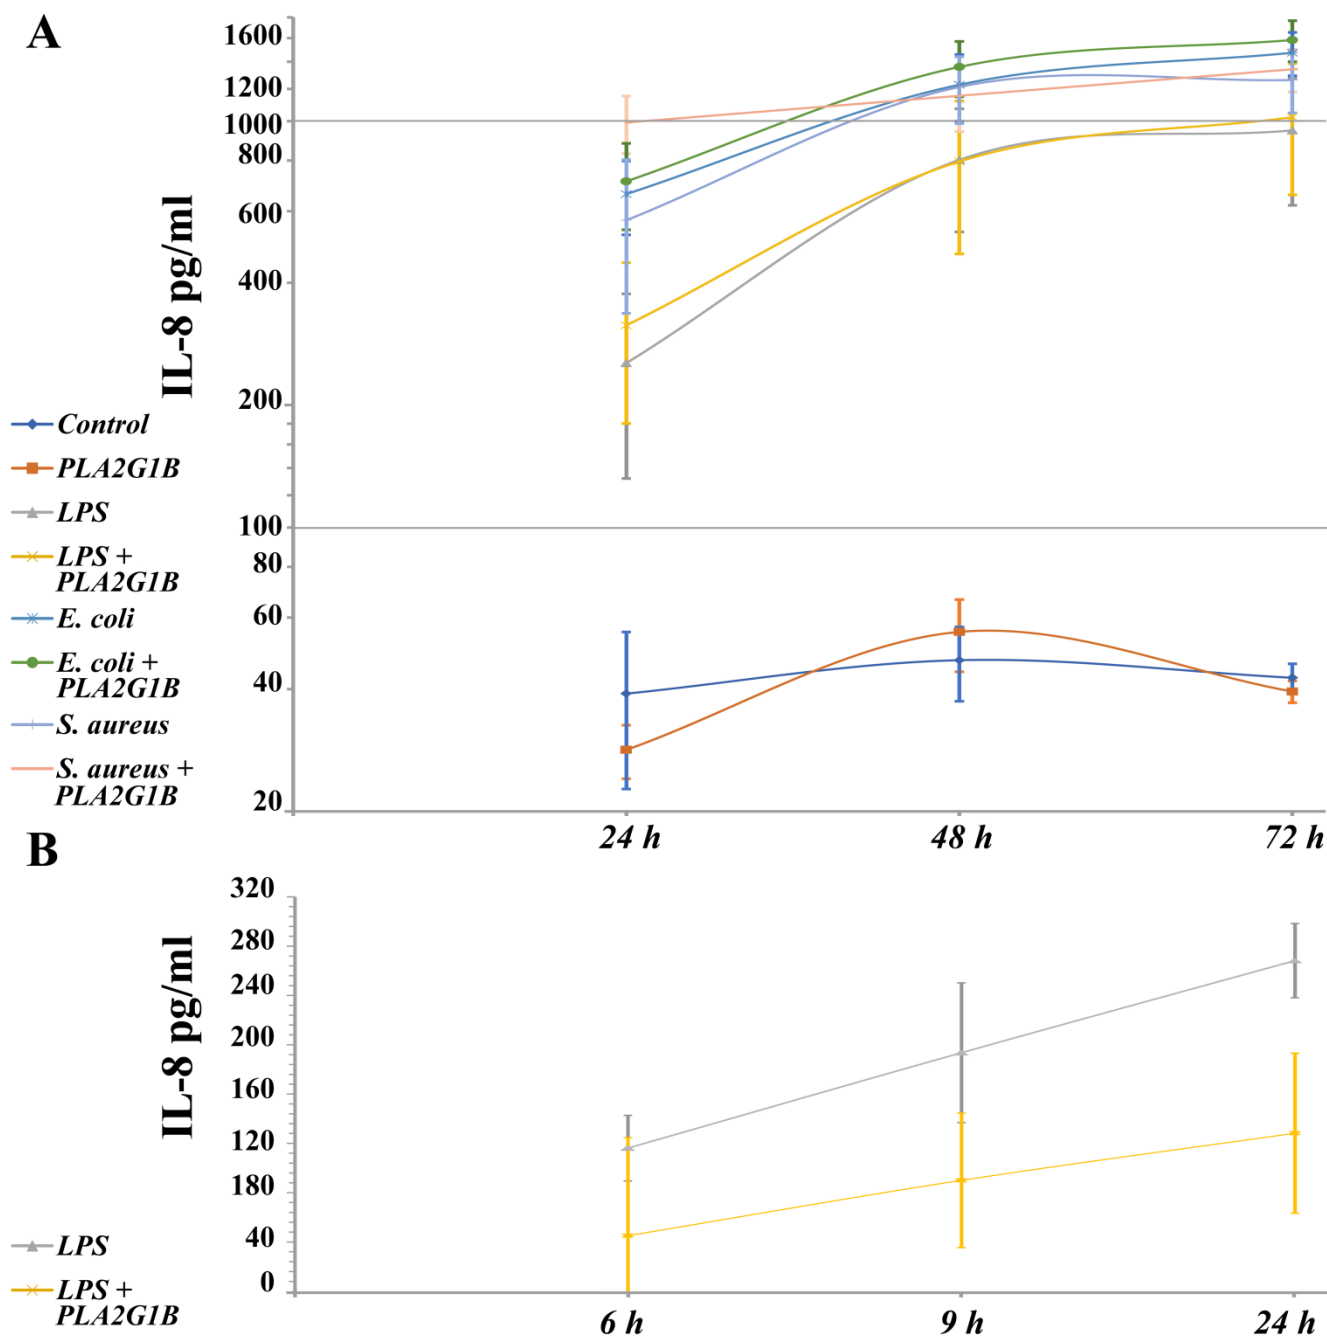 A
1600
1200
1000
800
600
400
200
100
80
60
40
20
IL-8 pg/ml
Control
PLA2G1B
LPS
LPS +
PLA2G1B
E. coli
E. coli +
PLA2G1B
S. aureus
S. aureus +
PLA2G1B
24 h
48 h
72 h
B
320
280
240
200
160
120
180
40
0
IL-8 pg/ml
LPS
LPS +
PLA2G1B
6 h
9 h
24 h